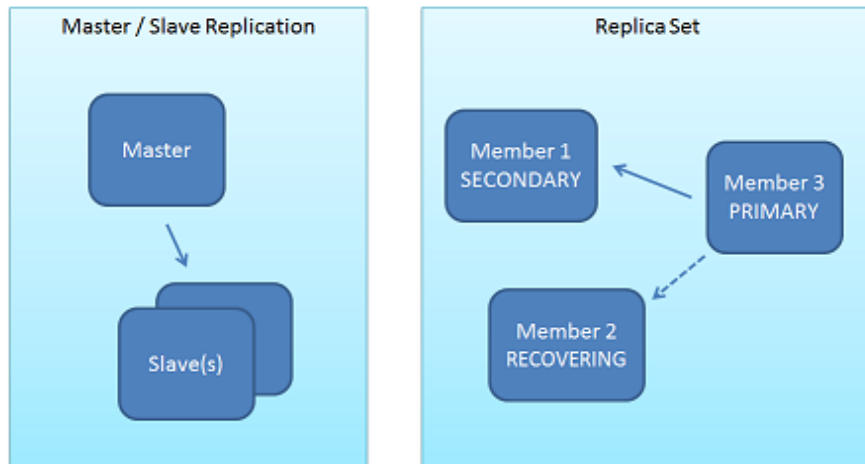 Master / Slave Replication
Master
Slave(s)
Replica Set
Member 1
SECONDARY
Member 3
PRIMARY
Member 2
RECOVERING